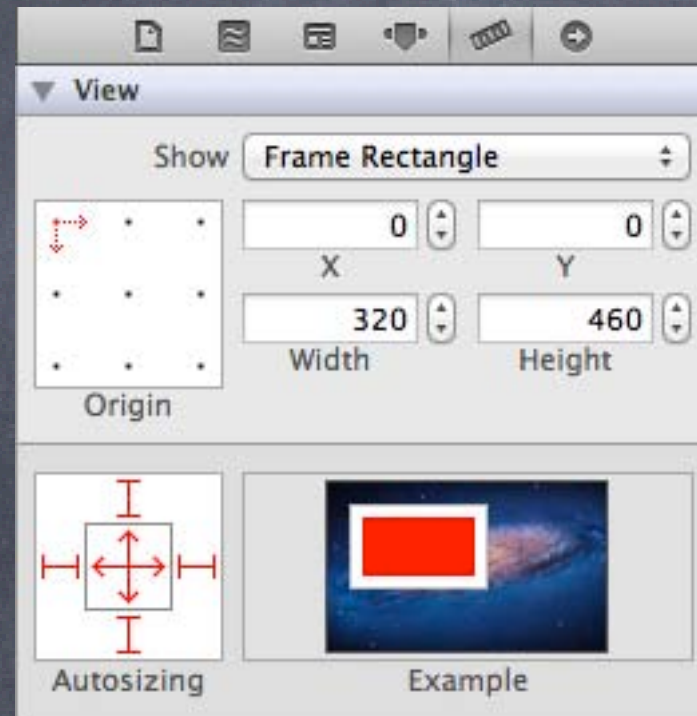 View
Show Frame Rectangle
0 0
X Y
320 460
Width Height
Origin
Autosizing Example